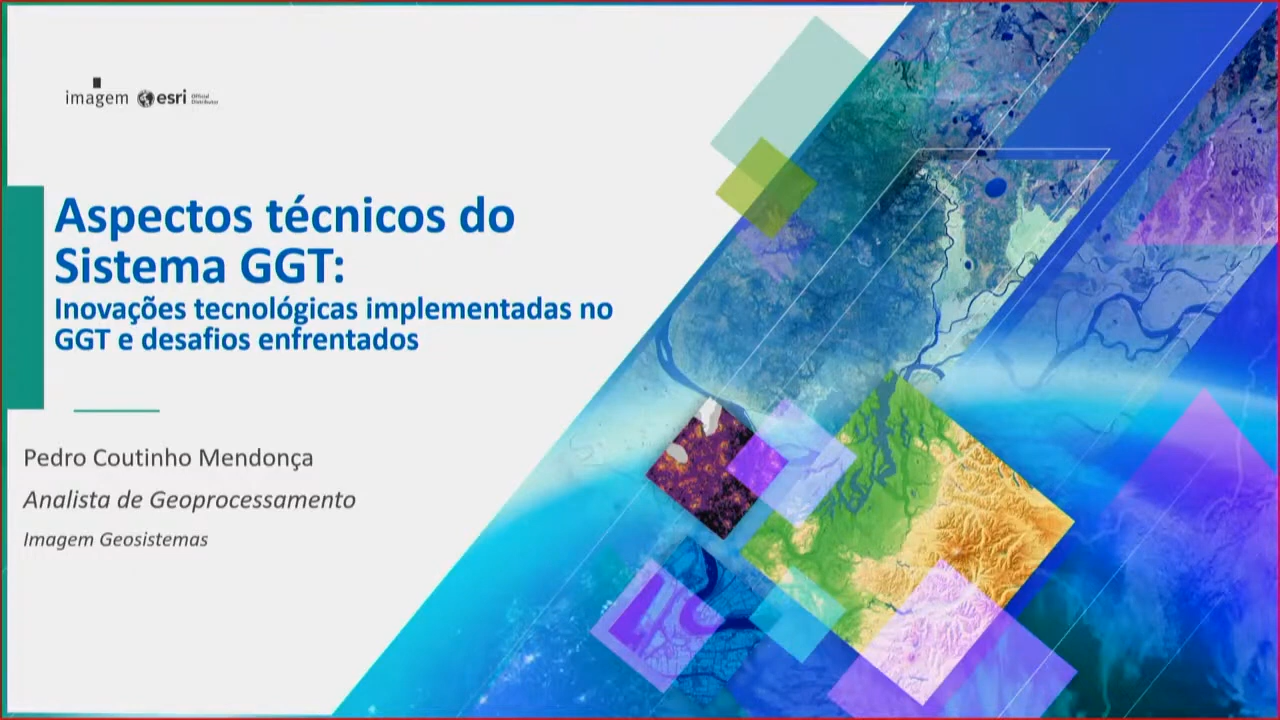 imagem esri Official
Distributor
Aspectos técnicos do
Sistema GGT:
Inovações tecnológicas implementadas no
GGT e desafios enfrentados
Pedro Coutinho Mendonça
Analista de Geoprocessamento
Imagem Geosistemas